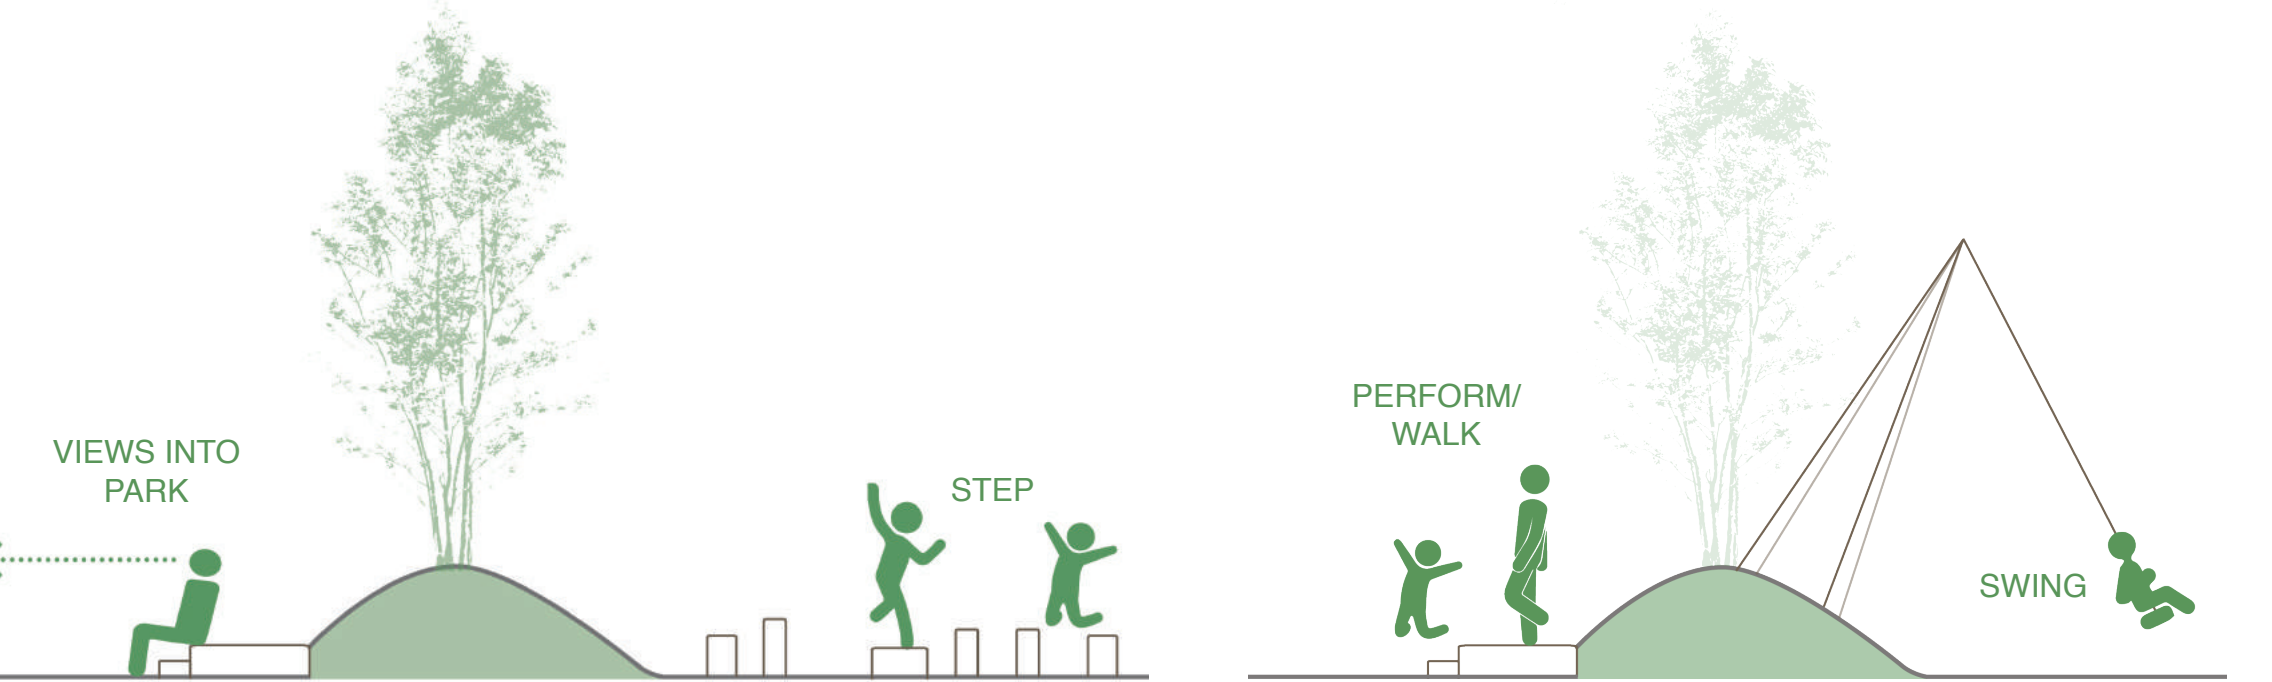 VIEWS INTO
PARK
STEP
PERFORM/
WALK
SWING